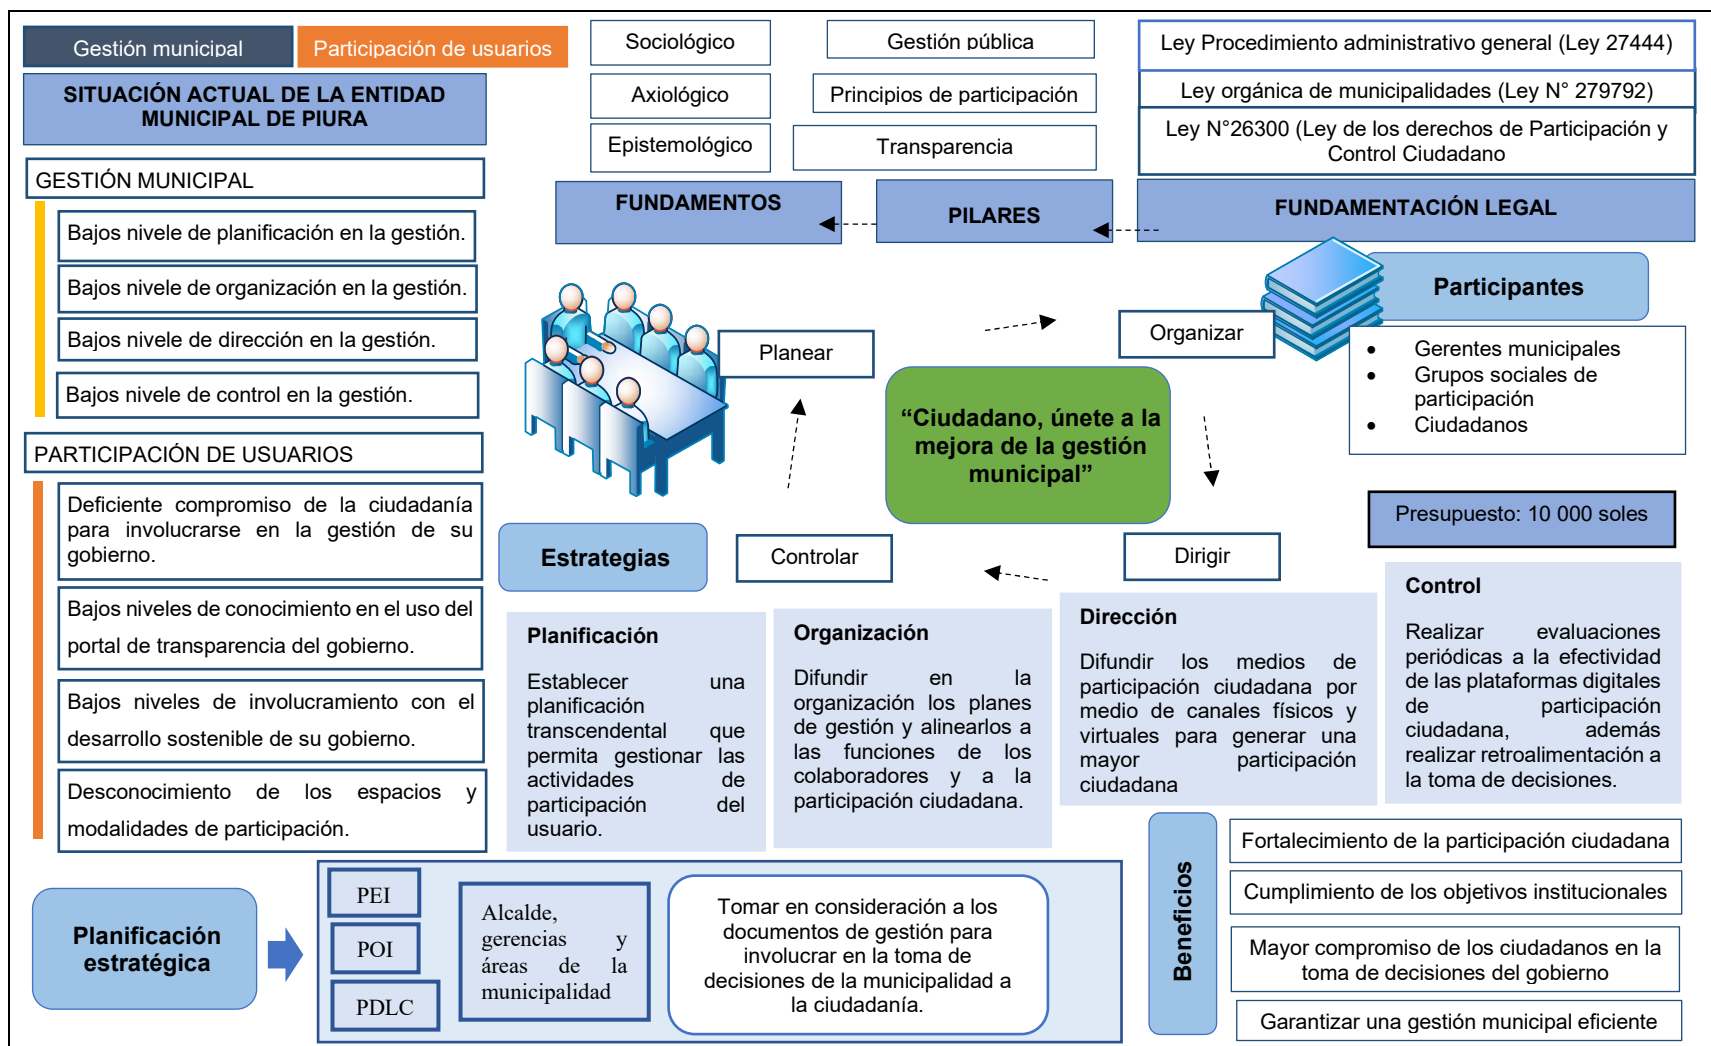 Gestión municipal
Participación de usuarios
SITUACIÓN ACTUAL DE LA ENTIDAD
MUNICIPAL DE PIURA
GESTIÓN MUNICIPAL
Bajos nivele de planificación en la gestión.
Bajos nivele de organización en la gestión.
Bajos nivele de dirección en la gestión.
Bajos nivele de control en la gestión.
PARTICIPACIÓN DE USUARIOS
Deficiente compromiso de la ciudadanía
para involucrarse en la gestión de su
gobierno.
Bajos niveles de conocimiento en el uso del
portal de transparencia del gobierno.
Bajos niveles de involucramiento con el
desarrollo sostenible de su gobierno.
Desconocimiento de los espacios y
modalidades de participación.
Sociológico
Axiológico
Epistemológico
FUNDAMENTOS
Gestión pública
Principios de participación
Transparencia
PILARES
Ley Procedimiento administrativo general (Ley 27444)
Ley orgánica de municipalidades (Ley N° 279792)
Ley N°26300 (Ley de los derechos de Participación y
Control Ciudadano
FUNDAMENTACIÓN LEGAL
Planear
Organizar
Participantes
• Gerentes municipales
• Grupos sociales de
participación
• Ciudadanos
“Ciudadano, únete a la
mejora de la gestión
municipal”
Presupuesto: 10 000 soles
Estrategias
Controlar
Dirigir
Planificación
Establecer una
planificación
transcendental que
permita gestionar las
actividades de
participación del
usuario.
Organización
Difundir en la
organización los planes
de gestión y alinearlos a
las funciones de los
colaboradores y a la
participación ciudadana.
Dirección
Difundir los medios de
participación ciudadana por
medio de canales físicos y
virtuales para generar una
mayor participación
ciudadana
Control
Realizar evaluaciones
periódicas a la efectividad
de las plataformas digitales
de participación
ciudadana, además
realizar retroalimentación a
la toma de decisiones.
Planificación
estratégica
PEI
POI
PDLC
Alcalde,
gerencias y
áreas de la
municipalidad
Tomar en consideración a los
documentos de gestión para
involucrar en la toma de
decisiones de la municipalidad a
la ciudadanía.
Beneficios
Fortalecimiento de la participación ciudadana
Cumplimiento de los objetivos institucionales
Mayor compromiso de los ciudadanos en la
toma de decisiones del gobierno
Garantizar una gestión municipal eficiente